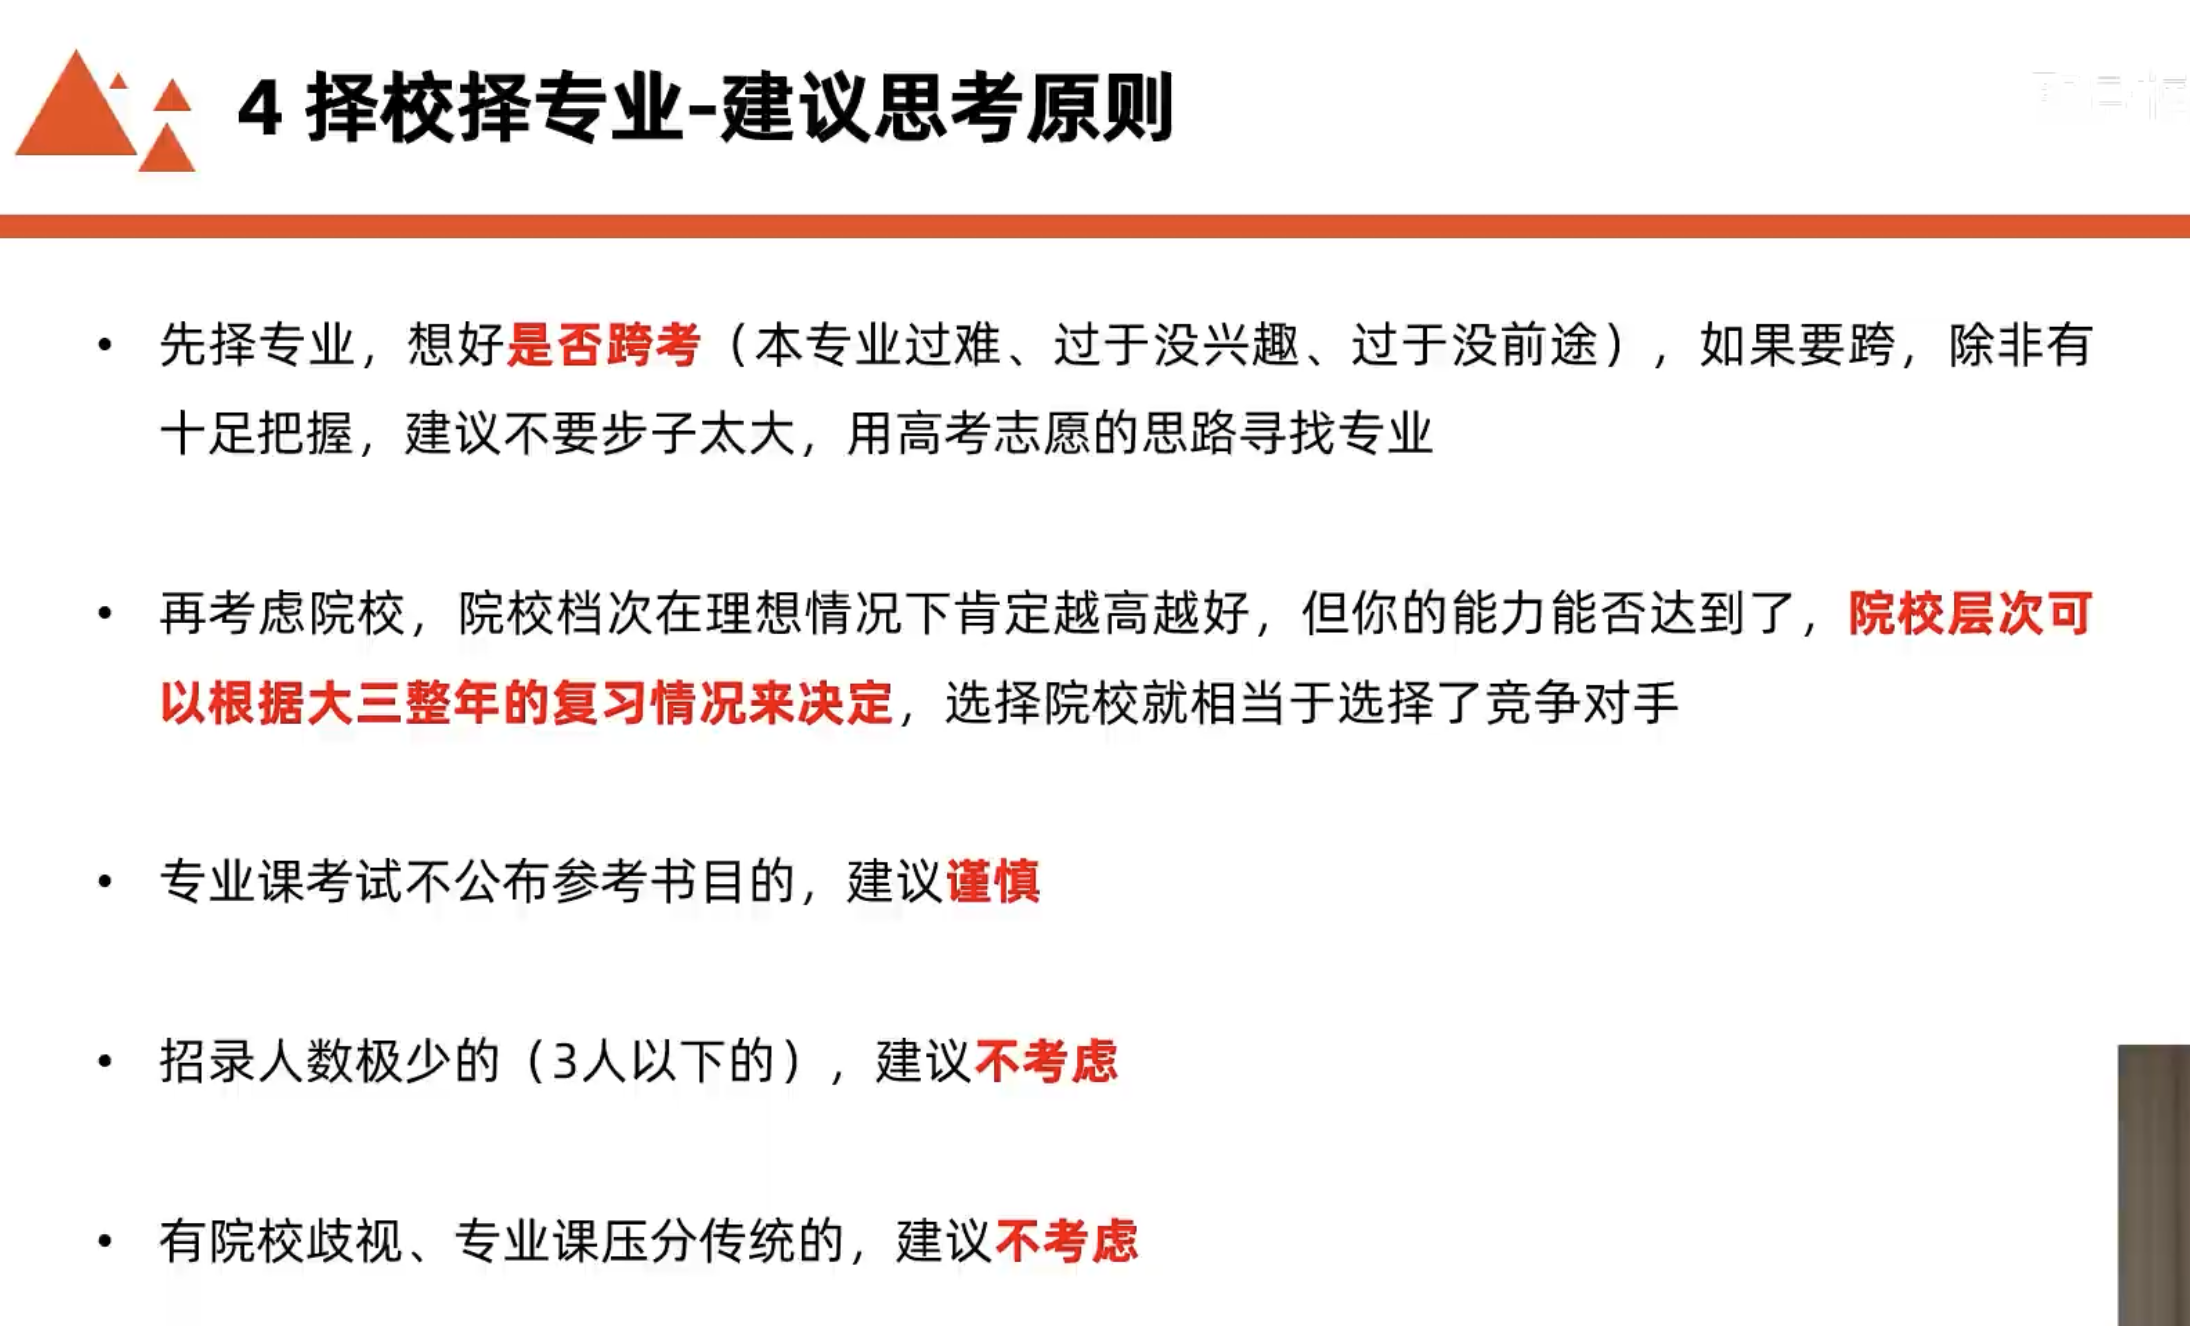 4 择校择专业-建议思考原则
• 先择专业，想好是否跨考（本专业过难、过于没兴趣、过于没前途），如果要跨，除非有
十足把握，建议不要步子太大，用高考志愿的思路寻找专业
• 再考虑院校，院校档次在理想情况下肯定越高越好，但你的能力能否达到了，院校层次可
以根据大三整年的复习情况来决定，选择院校就相当于选择了竞争对手
• 专业课考试不公布参考书目的，建议谨慎
• 招录人数极少的（3人以下的），建议不考虑
• 有院校歧视、专业课压分传统的，建议不考虑